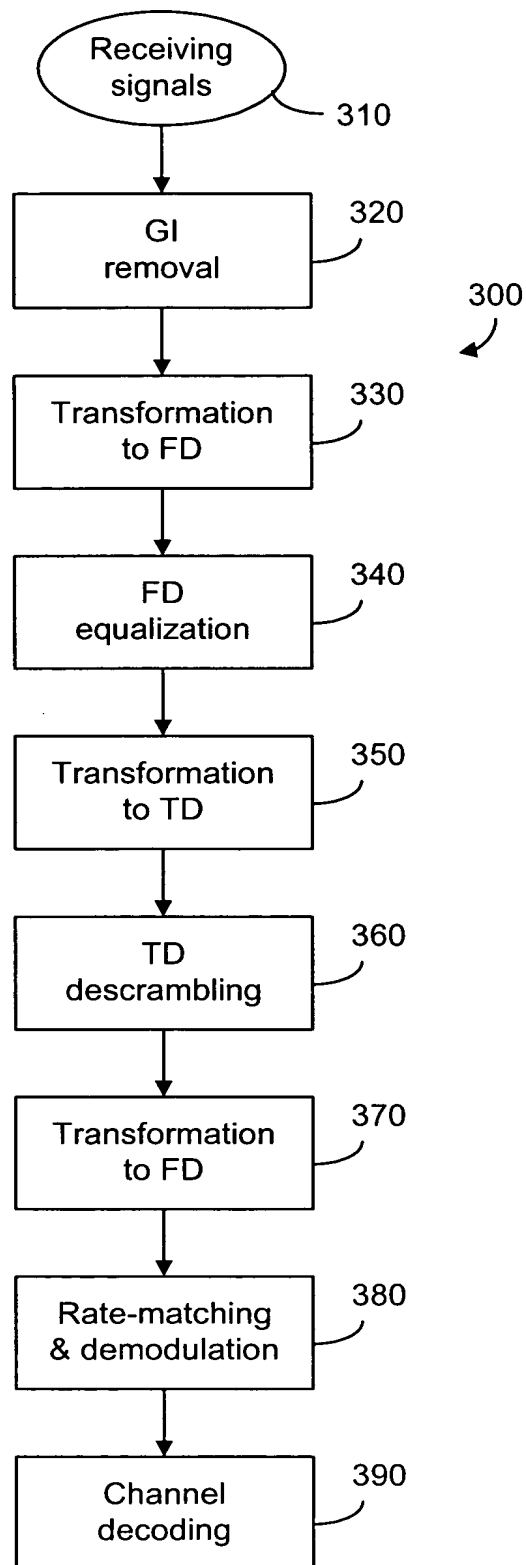 Receiving
signals
310
320
GI
removal
300
330
Transformation
to FD
340
FD
equalization
350
Transformation
to TD
360
TD
descrambling
370
Transformation
to FD
380
Rate-matching
& demodulation
390
Channel
decoding